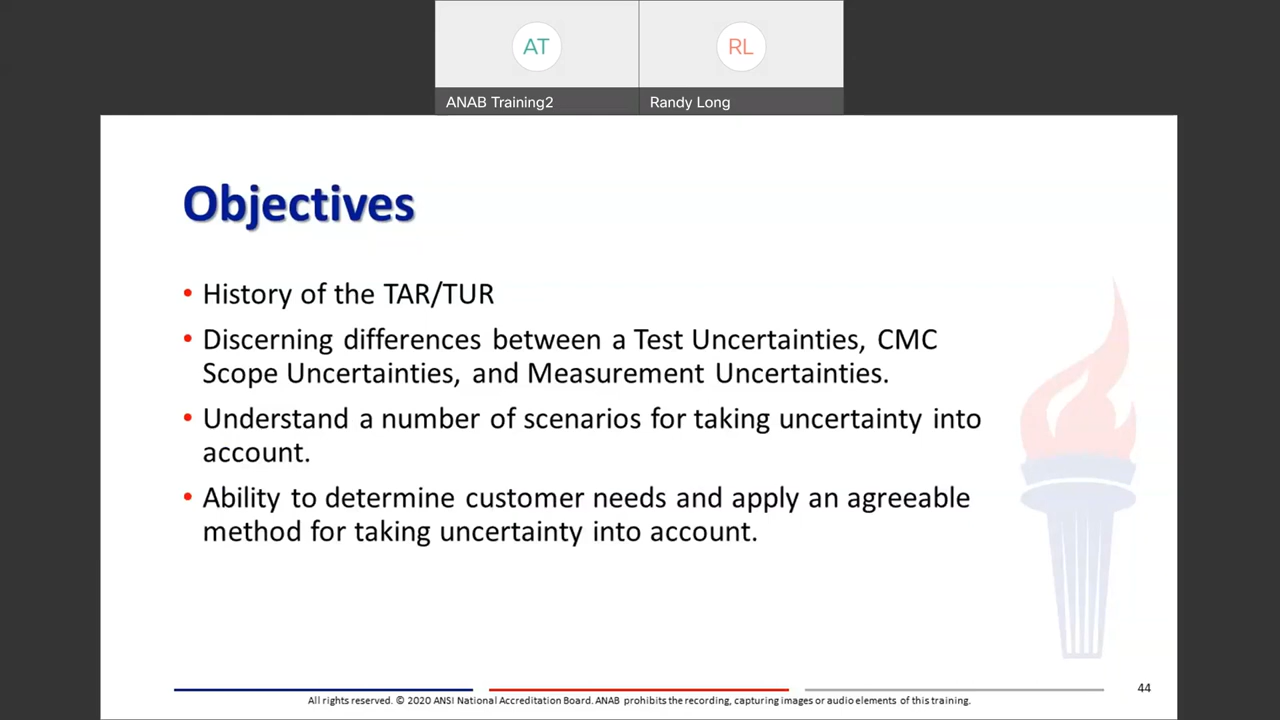 AT
RL
ANAB Training2
Randy Long
Objectives
• History of the TAR/TUR
• Discerning differences between a Test Uncertainties, CMC
Scope Uncertainties, and Measurement Uncertainties.
• Understand a number of scenarios for taking uncertainty into
account.
• Ability to determine customer needs and apply an agreeable
method for taking uncertainty into account.
44
All rights reserved. © 2020 ANSI National Accreditation Board. ANAB prohibits the recording, capturing images or audio elements of this training.